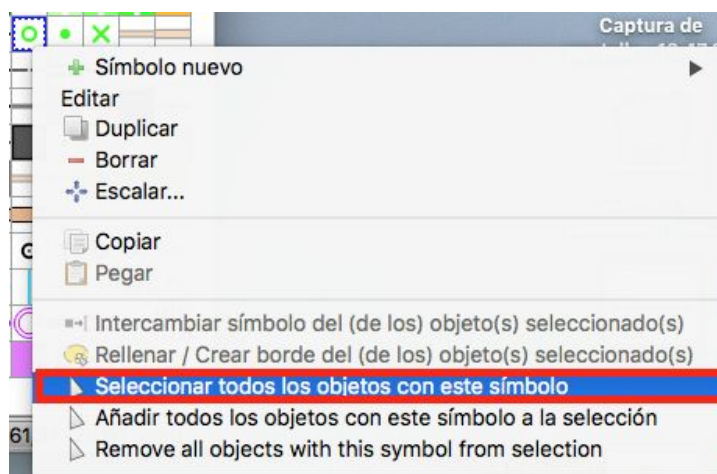 Captura de
Símbolo nuevo
Editar
Duplicar
Borrar
Escalar...
Copiar
Pegar
Intercambiar símbolo del (de los) objeto(s) seleccionado(s)
Rellenar / Crear borde del (de los) objeto(s) seleccionado(s)
Seleccionar todos los objetos con este símbolo
Añadir todos los objetos con este símbolo a la selección
61
Remove all objects with this symbol from selection